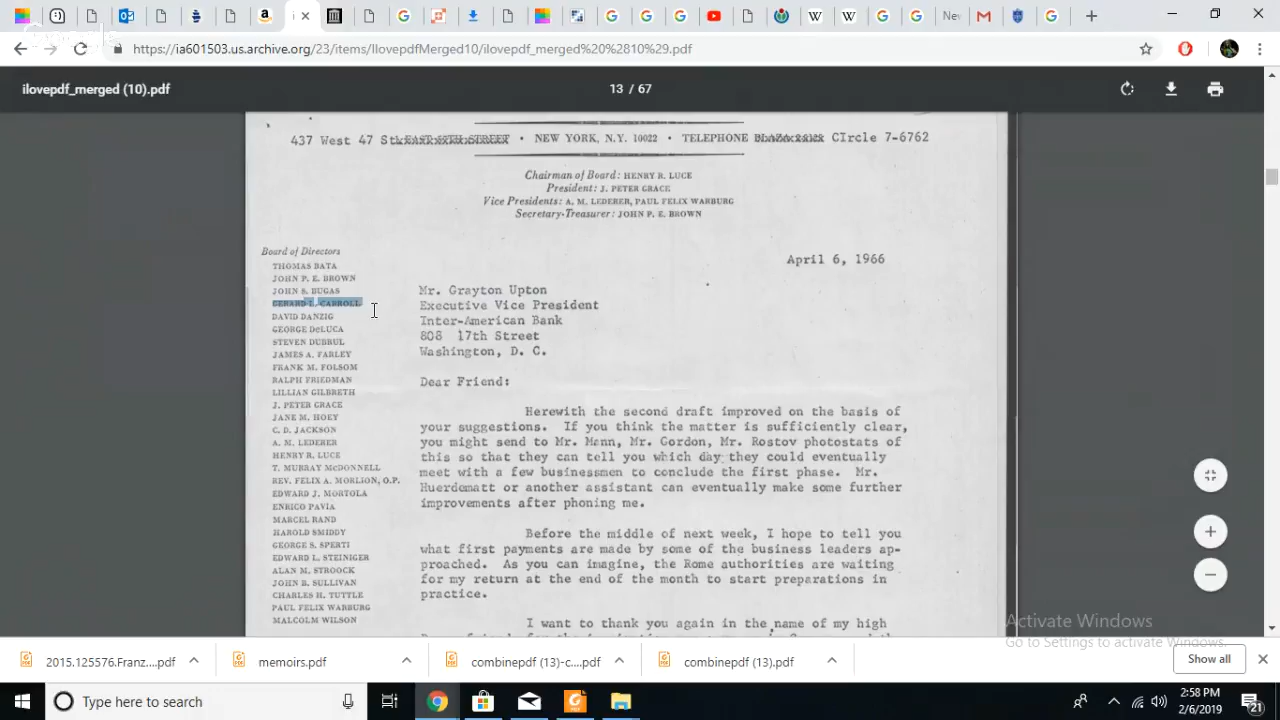 New
https://ia601503.us.archive.org/23/items/IlovepdfMerged10/ilovepdf_merged%20%2810%29.pdf
ilovepdf_merged (10).pdf
13 / 67
437 West 47 St. • NEW YORK, N.Y. 10022 • TELEPHONE CIrcle 7-6762
Chairman of Board: HENRY R. LUCE
President: J. PETER GRACE
Vice Presidents: A. M. LEDERER, PAUL FELIX WARBURG
Secretary-Treasurer: JOHN P. E. BROWN
Board of Directors
THOMAS BATA
JOHN P. E. BROWN
JOHN S. BUGAS
GERARD L. CARROLL
DAVID DANZIG
GEORGE DeLUCA
STEVEN DUBRUL
JAMES A. FARLEY
FRANK M. FOLSOM
RALPH FRIEDMAN
LILLIAN GILBRETH
J. PETER GRACE
JANE M. HOEY
C. D. JACKSON
A. M. LEDERER
HENRY R. LUCE
T. MURRAY McDONNELL
REV. FELIX A. MORLION, O.P.
EDWARD J. MORTOLA
ENRICO PAVIA
MARCEL RAND
HAROLD SMIDDY
GEORGE S. SPERTI
EDWARD L. STEINIGER
ALAN M. STROOCK
JOHN B. SULLIVAN
CHARLES H. TUTTLE
PAUL FELIX WARBURG
MALCOLM WILSON
April 6, 1966
Mr. Grayton Upton
Executive Vice President
Inter-American Bank
808 17th Street
Washington, D. C.
Dear Friend:
Herewith the second draft improved on the basis of
your suggestions. If you think the matter is sufficiently clear,
you might send to Mr. Mann, Mr. Gordon, Mr. Rostov photostats of
this so that they can tell you which day they could eventually
meet with a few businessmen to conclude the first phase. Mr.
Huerdematt or another assistant can eventually make some further
improvements after phoning me.
Before the middle of next week, I hope to tell you
what first payments are made by some of the business leaders ap-
proached. As you can imagine, the Rome authorities are waiting
for my return at the end of the month to start preparations in
practice.
I want to thank you again in the name of my high
Activate Windows
Go to Settings to activate Windows.
2015.125576.Franz....pdf
memoirs.pdf
combinepdf (13)-c....pdf
combinepdf (13).pdf
Show all
Type here to search
2:58 PM
2/6/2019
21